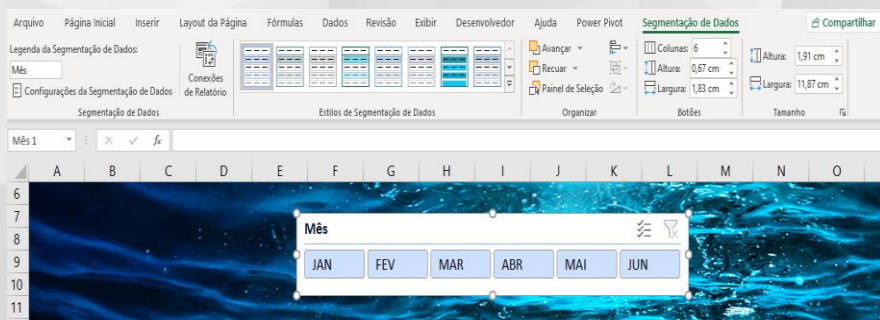 Arquivo Página Inicial Inserir Layout da Página Fórmulas Dados Revisão Exibir Desenvolvedor Ajuda Power Pivot Segmentação de Dados Compartilhar
Legenda da Segmentação de Dados:
Mês
Configurações da Segmentação de Dados
Segmentação de Dados
Conexões
de Relatório
Estilos de Segmentação de Dados
Avançar
Recuar
Painel de Seleção
Organizar
Colunas: 6
Altura: 0,67 cm
Largura: 1,83 cm
Botões
Altura: 1,91 cm
Largura: 11,87 cm
Tamanho
Mês 1 fx
A B C D E F G H I J K L M N O
6
7
8
9
10
11
Mês
JAN FEV MAR ABR MAI JUN